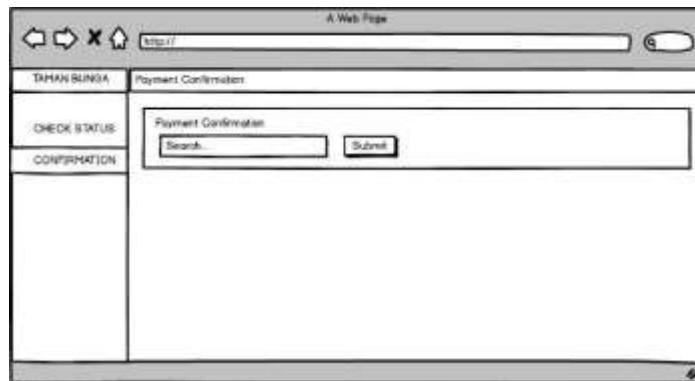 A Web Page
http://
TAMAN BUNGA
Payment Confirmation
CHECK STATUS
Payment Confirmation
Search...
Submit
CONFIRMATION